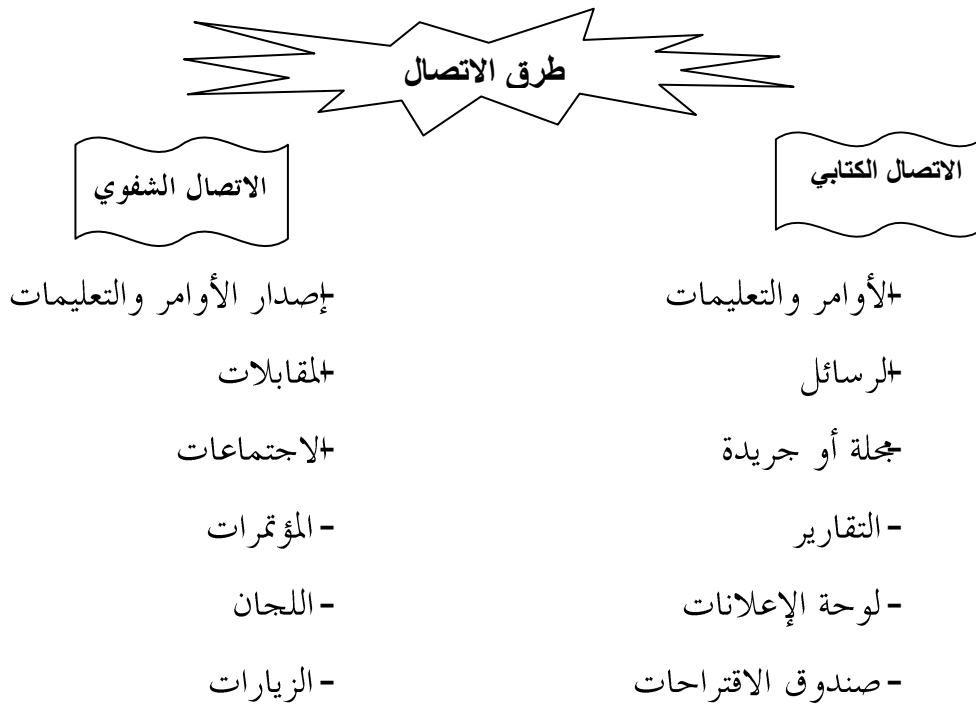 طرق الاتصال
الاتصال الكتابي
- الأوامر والتعليمات
- الرسائل
- مجلة أو جريدة
- التقارير
- لوحة الإعلانات
- صندوق الاقتراحات
الاتصال الشفوي
- إصدار الأوامر والتعليمات
- المقابلات
- الاجتماعات
- المؤتمرات
- اللجان
- الزيارات